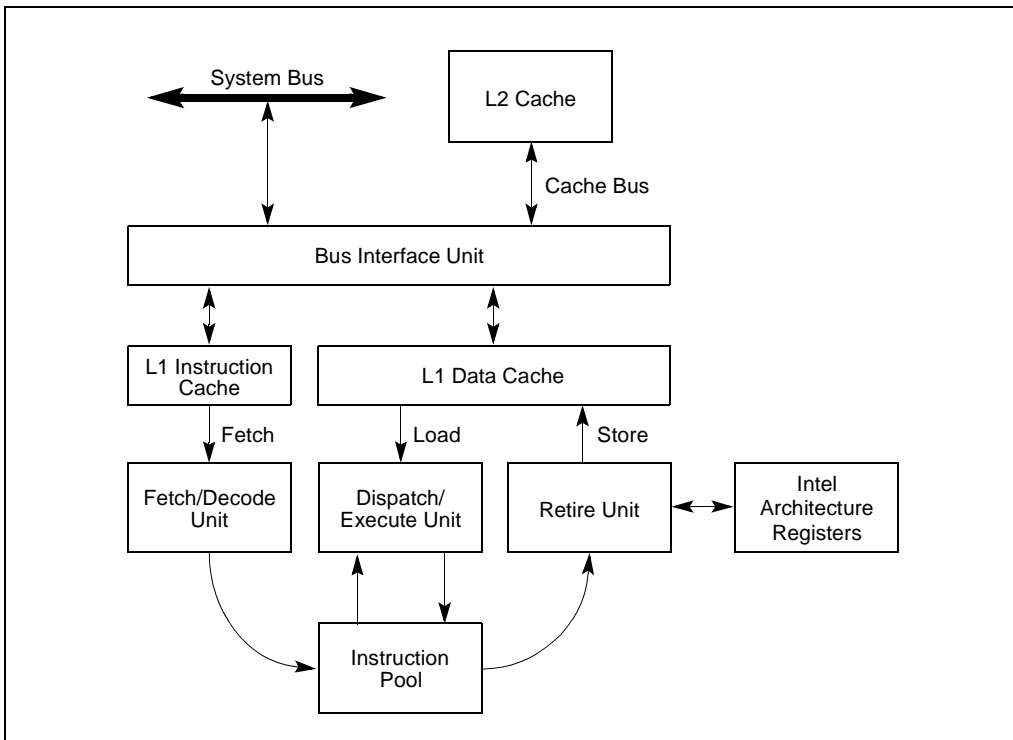 System Bus
L2 Cache
Cache Bus
Bus Interface Unit
L1 Instruction
Cache
L1 Data Cache
Fetch
Load
Store
Fetch/Decode
Unit
Dispatch/
Execute Unit
Retire Unit
Intel
Architecture
Registers
Instruction
Pool